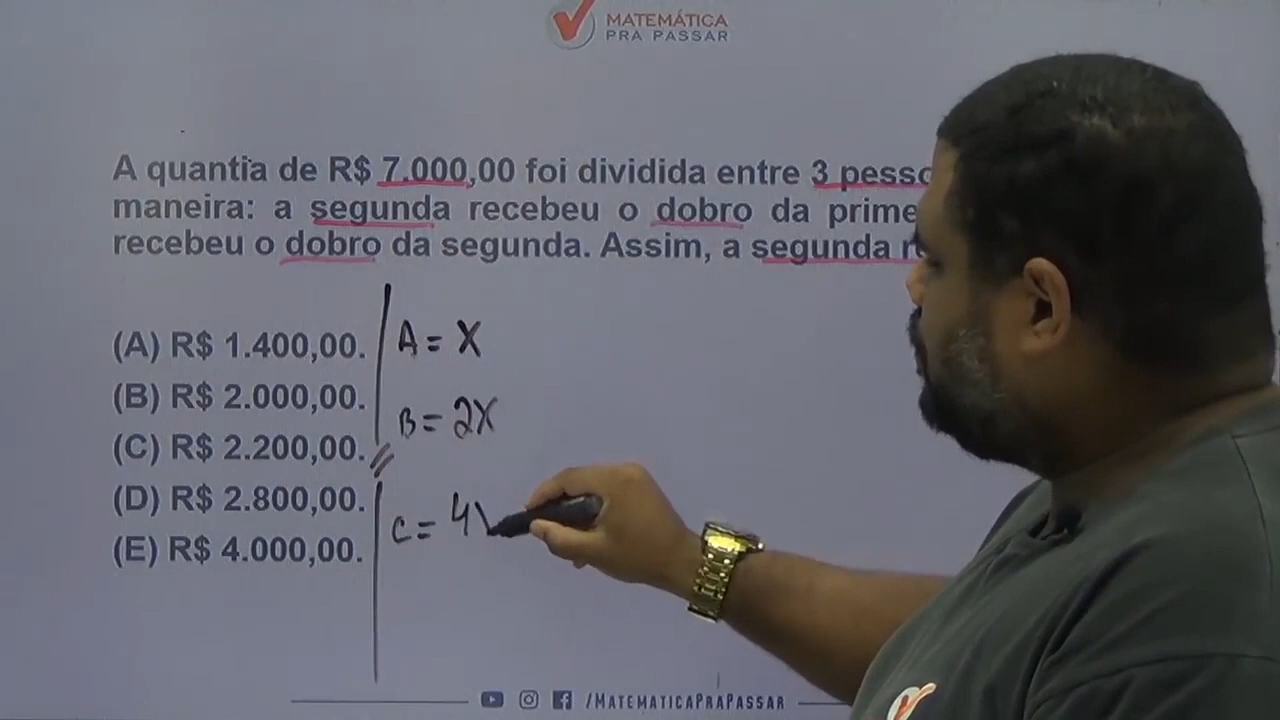 MATEMÁTICA
PRA PASSAR
A quantia de R$ 7.000,00 foi dividida entre 3
maneira: a segunda recebeu o dobro da
recebeu o dobro da segunda. Assim, a segunda
(A) R$ 1.400,00.
(B) R$ 2.000,00.
(C) R$ 2.200,00.
(D) R$ 2.800,00.
(E) R$ 4.000,00.
A = X
B = 2X
C = 4
/MATEMATICAPRAPASSAR